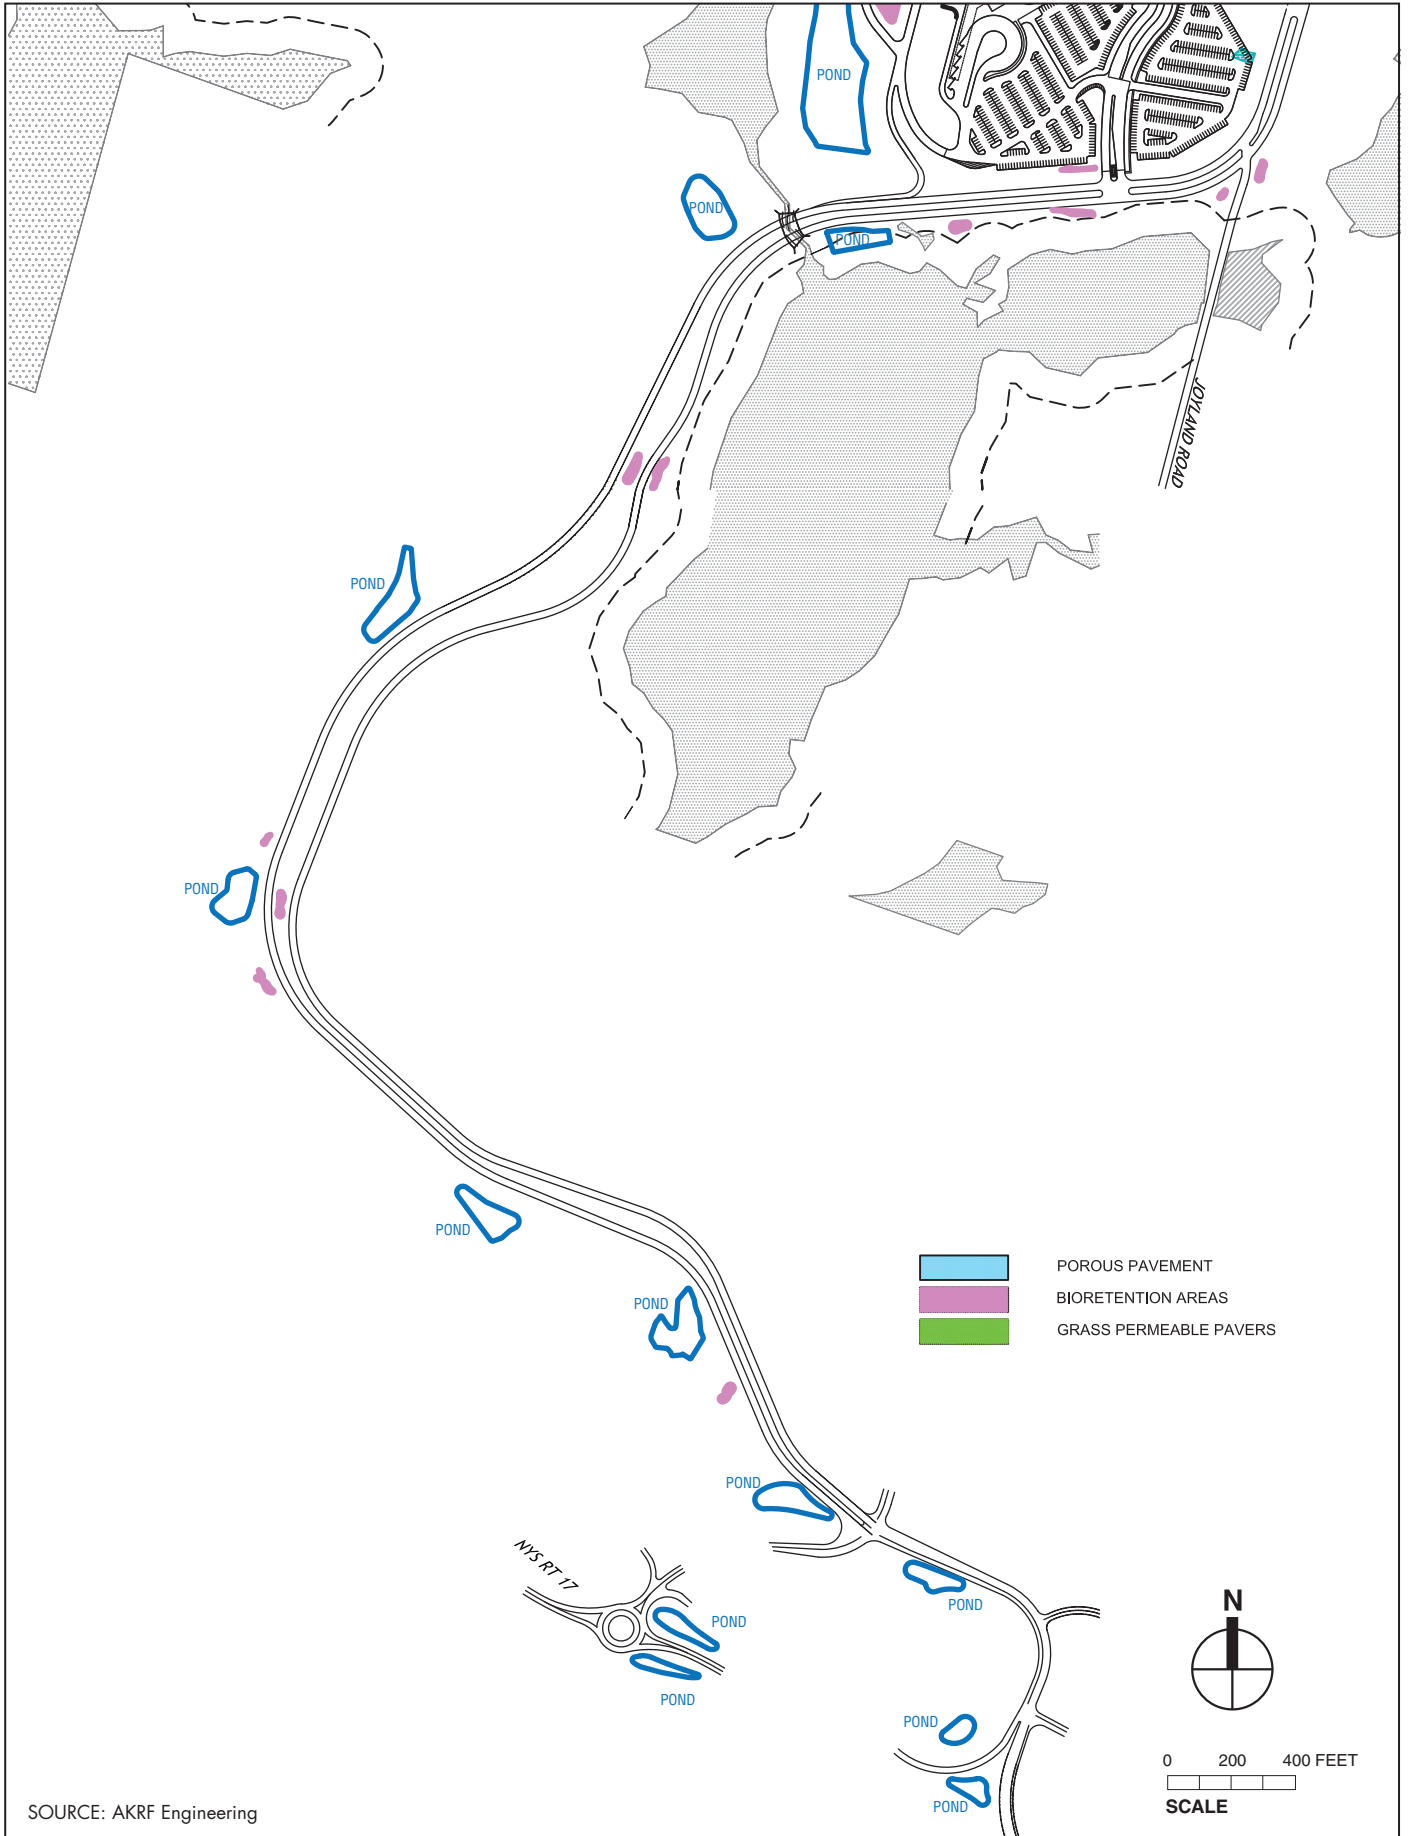 POND
POND
POND
JOYLAND ROAD
POND
POND
POND
POROUS PAVEMENT
POND
BIORETENTION AREAS
GRASS PERMEABLE PAVERS
POND
NYS RT 17
POND
POND
N
POND
POND
0 200 400 FEET
SCALE
POND
SOURCE: AKRF Engineering